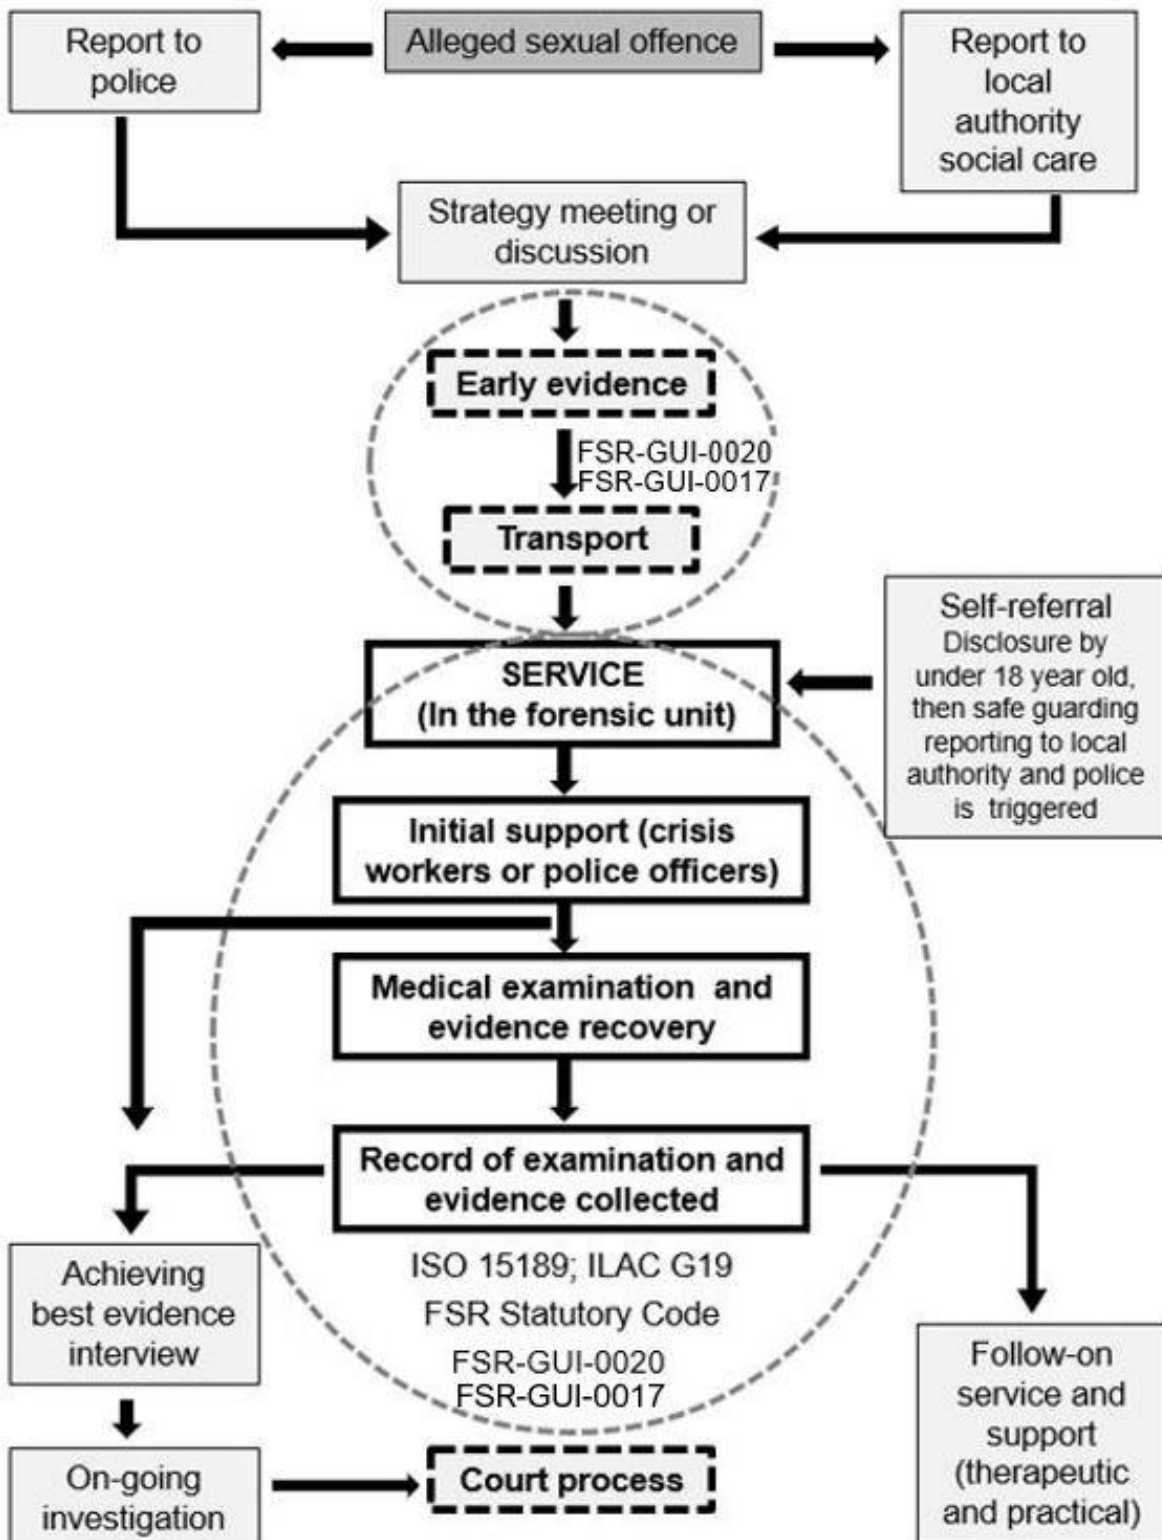 Report to
police
Alleged sexual offence
Report to
local
authority
social care
Strategy meeting or
discussion
Early evidence
FSR-GUI-0020
FSR-GUI-0017
Transport
Self-referral
Disclosure by
under 18 year old,
then safe guarding
reporting to local
authority and police
is triggered
SERVICE
(In the forensic unit)
Initial support (crisis
workers or police officers)
Medical examination and
evidence recovery
Record of examination and
evidence collected
ISO 15189; ILAC G19
FSR Statutory Code
FSR-GUI-0020
FSR-GUI-0017
Achieving
best evidence
interview
On-going
investigation
Court process
Follow-on
service and
support
(therapeutic
and practical)